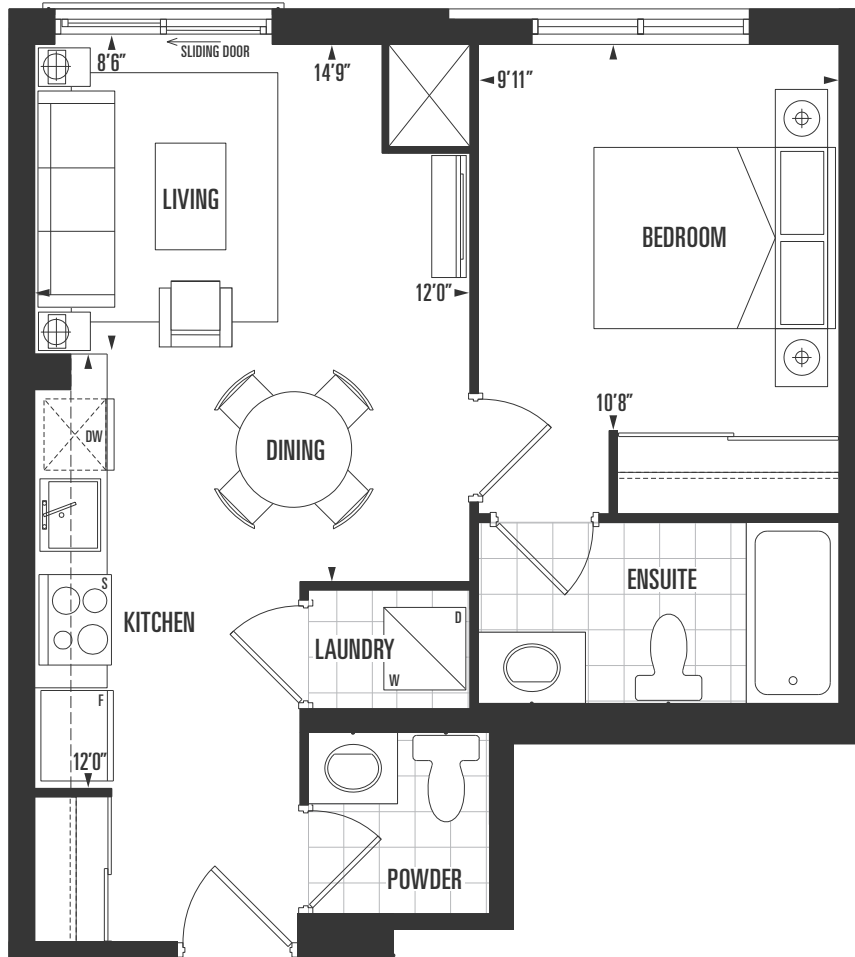 SLIDING DOOR
8'6"
14'9"
9'11"
LIVING
BEDROOM
12'0"
10'8"
DW
DINING
S
KITCHEN
ENSUITE
LAUNDRY
D
W
F
12'0"
POWDER